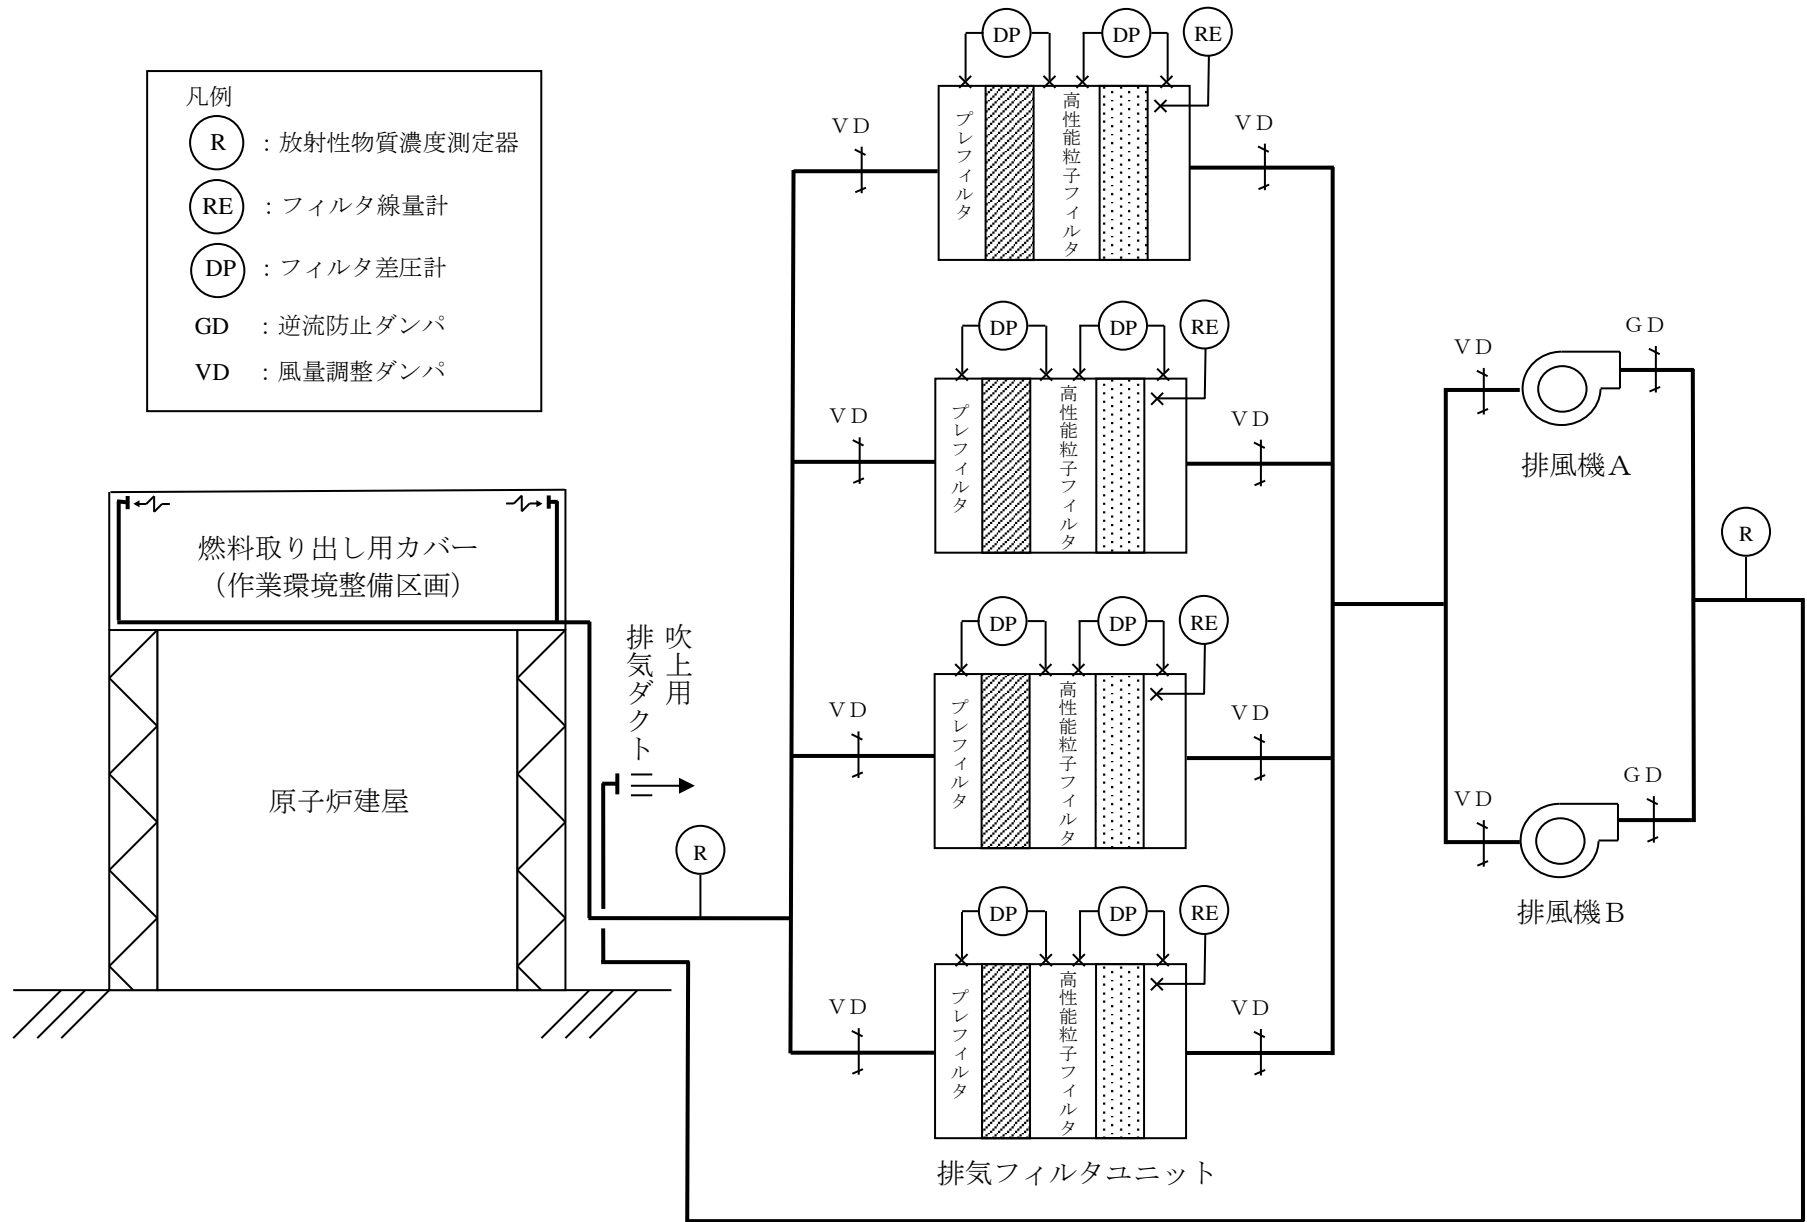 凡例
R : 放射性物質濃度測定器
RE : フィルタ線量計
DP : フィルタ差圧計
GD : 逆流防止ダンパ
VD : 風量調整ダンパ
DP
DP
RE
VD
プレフィルタ
高性能粒子フィルタ
VD
DP
DP
RE
VD
プレフィルタ
高性能粒子フィルタ
VD
DP
DP
RE
VD
プレフィルタ
高性能粒子フィルタ
VD
DP
DP
RE
VD
プレフィルタ
高性能粒子フィルタ
VD
排気フィルタユニット
燃料取り出し用カバー
（作業環境整備区画）
原子炉建屋
吹上用
排気ダクト
R
VD
GD
排風機A
VD
GD
排風機B
R